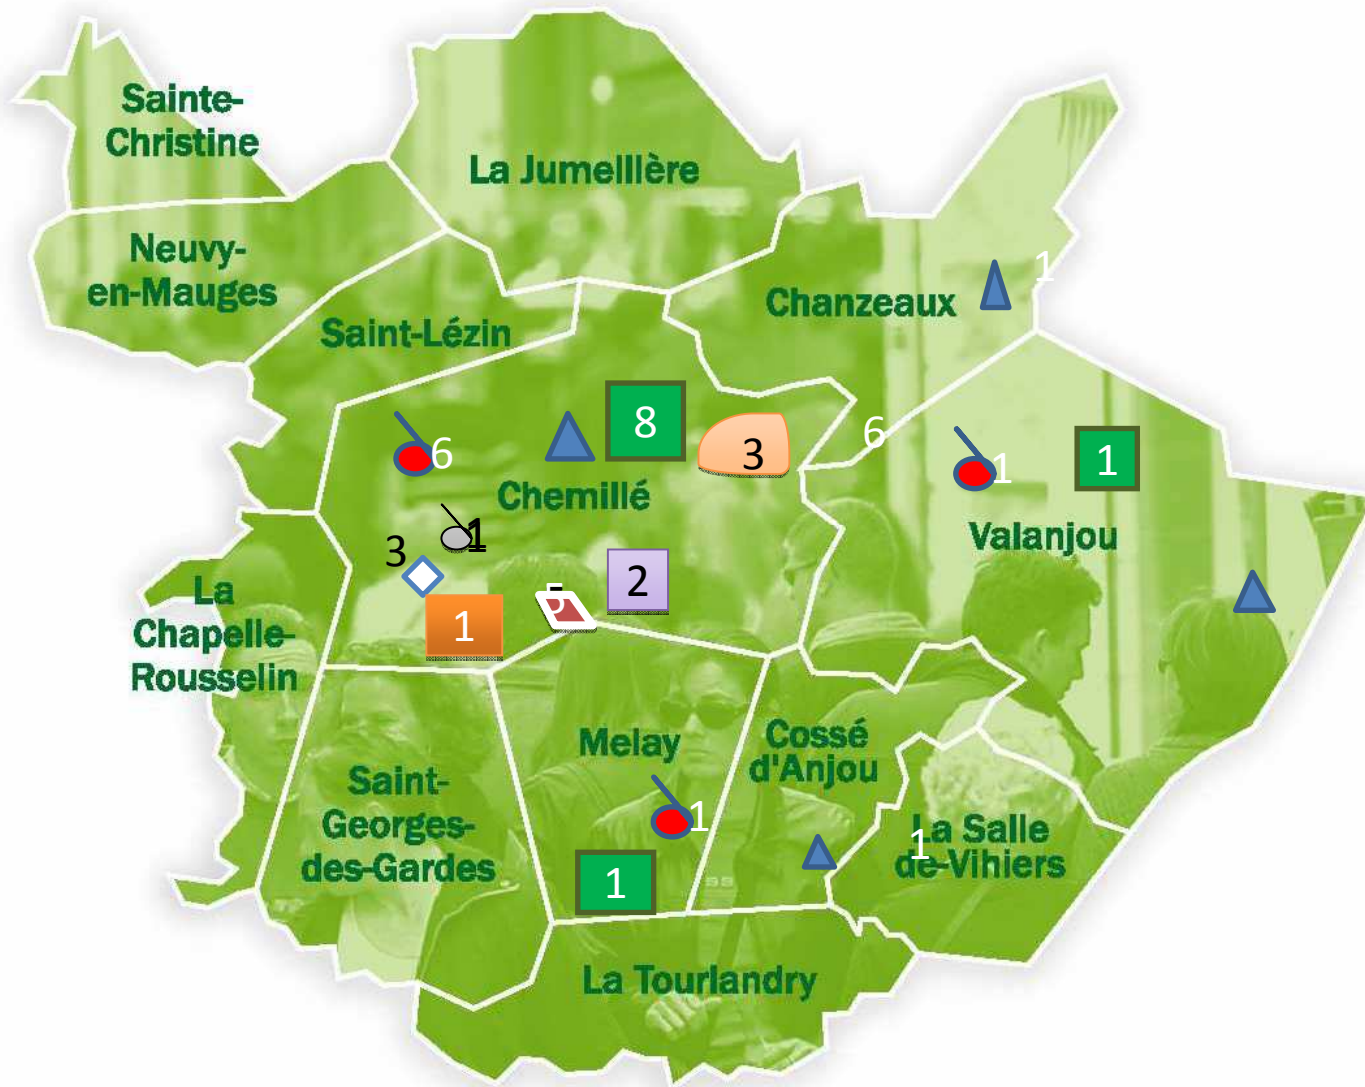 Sainte-
Christine
La Jumellière
Neuvy-
en-Mauges
1
Chanzeaux
Saint-Lézin
8
6
3
6
1
1
Chemillé
Valanjou
1
3
2
5
1
La
Chapelle-
Rousselin
Melay
Cossé
d'Anjou
Saint-
Georges-
des-Gardes
1
1
La Salle
de-Vihiers
1
La Tourlandry